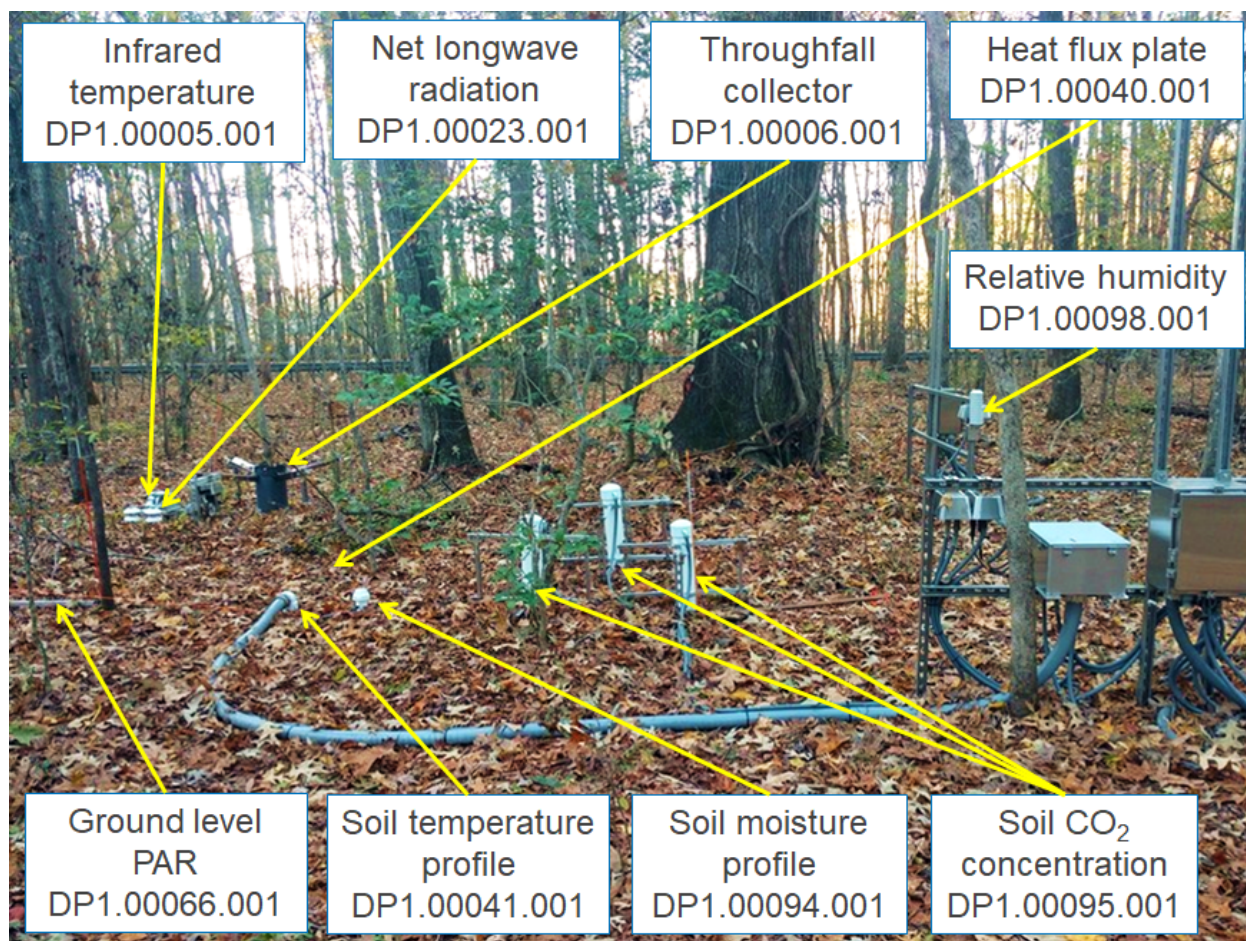 Infrared
temperature
DP1.00005.001
Net longwave
radiation
DP1.00023.001
Throughfall
collector
DP1.00006.001
Heat flux plate
DP1.00040.001
Relative humidity
DP1.00098.001
Ground level
PAR
DP1.00066.001
Soil temperature
profile
DP1.00041.001
Soil moisture
profile
DP1.00094.001
Soil CO₂
concentration
DP1.00095.001